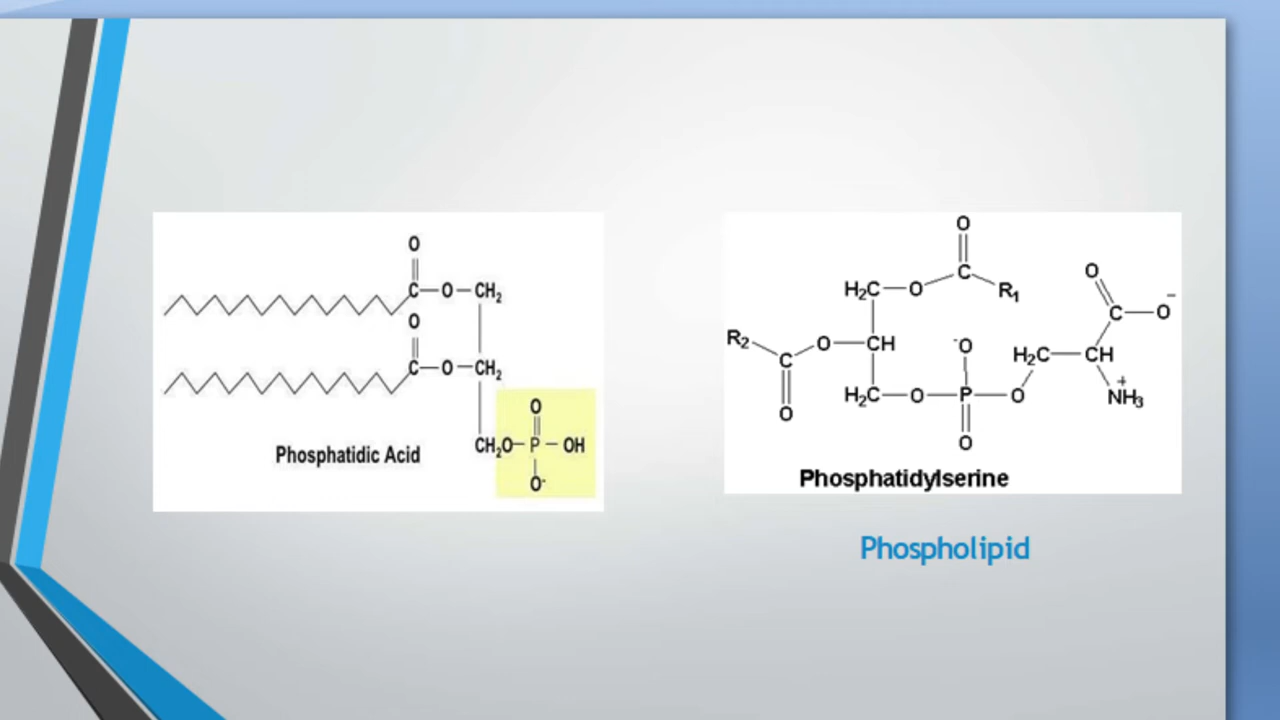 O
C—O—CH₂
O
C—O—CH₂
O
CH₂O—P—OH
O⁻
Phosphatidic Acid
O
C
H₂C—O
R₁
R₂
O—CH
C
O
H₂C—O—P—O
⁻O
O
H₂C—CH
O
C—O⁻
NH₃⁺
Phosphatidylserine
Phospholipid